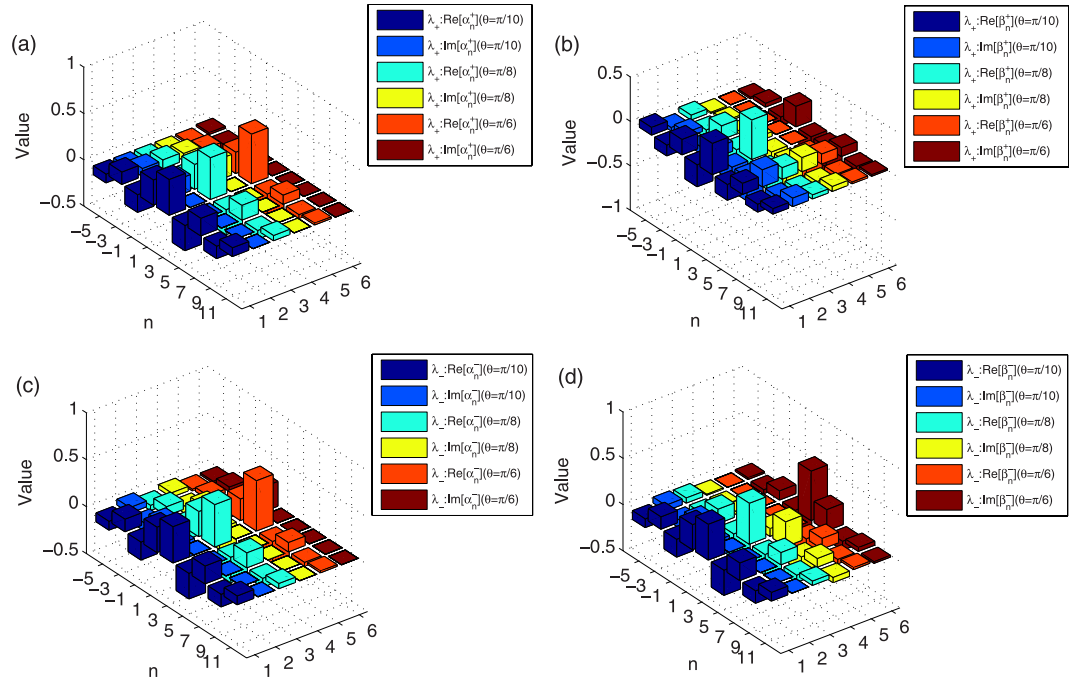 (a)
Value
1
0.5
0
−0.5
−5
−3
−1
1
3
5
7
9
11
n
1
2
3
4
5
6
λ₊:Re[αₙ⁺](θ=π/10)
λ₊:Im[αₙ⁺](θ=π/10)
λ₊:Re[αₙ⁺](θ=π/8)
λ₊:Im[αₙ⁺](θ=π/8)
λ₊:Re[αₙ⁺](θ=π/6)
λ₊:Im[αₙ⁺](θ=π/6)
(b)
Value
0.5
0
−0.5
−1
−5
−3
−1
1
3
5
7
9
11
n
1
2
3
4
5
6
λ₊:Re[βₙ⁺](θ=π/10)
λ₊:Im[βₙ⁺](θ=π/10)
λ₊:Re[βₙ⁺](θ=π/8)
λ₊:Im[βₙ⁺](θ=π/8)
λ₊:Re[βₙ⁺](θ=π/6)
λ₊:Im[βₙ⁺](θ=π/6)
(c)
Value
1
0.5
0
−0.5
−5
−3
−1
1
3
5
7
9
11
n
1
2
3
4
5
6
λ₋:Re[αₙ⁻](θ=π/10)
λ₋:Im[αₙ⁻](θ=π/10)
λ₋:Re[αₙ⁻](θ=π/8)
λ₋:Im[αₙ⁻](θ=π/8)
λ₋:Re[αₙ⁻](θ=π/6)
λ₋:Im[αₙ⁻](θ=π/6)
(d)
Value
1
0.5
0
−0.5
−5
−3
−1
1
3
5
7
9
11
n
1
2
3
4
5
6
λ₋:Re[βₙ⁻](θ=π/10)
λ₋:Im[βₙ⁻](θ=π/10)
λ₋:Re[βₙ⁻](θ=π/8)
λ₋:Im[βₙ⁻](θ=π/8)
λ₋:Re[βₙ⁻](θ=π/6)
λ₋:Im[βₙ⁻](θ=π/6)